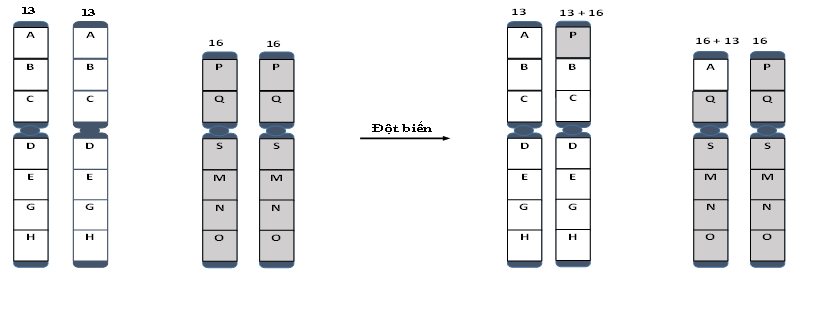 13 13 13 13 + 16
16 16 16 + 13 16
A A A P
P P A P
B B B B
Q Q Q Q
C C C C
Đột biến
D D S S D D S S
E E M M E E M M
G G N N G G N N
H H O O H H O O